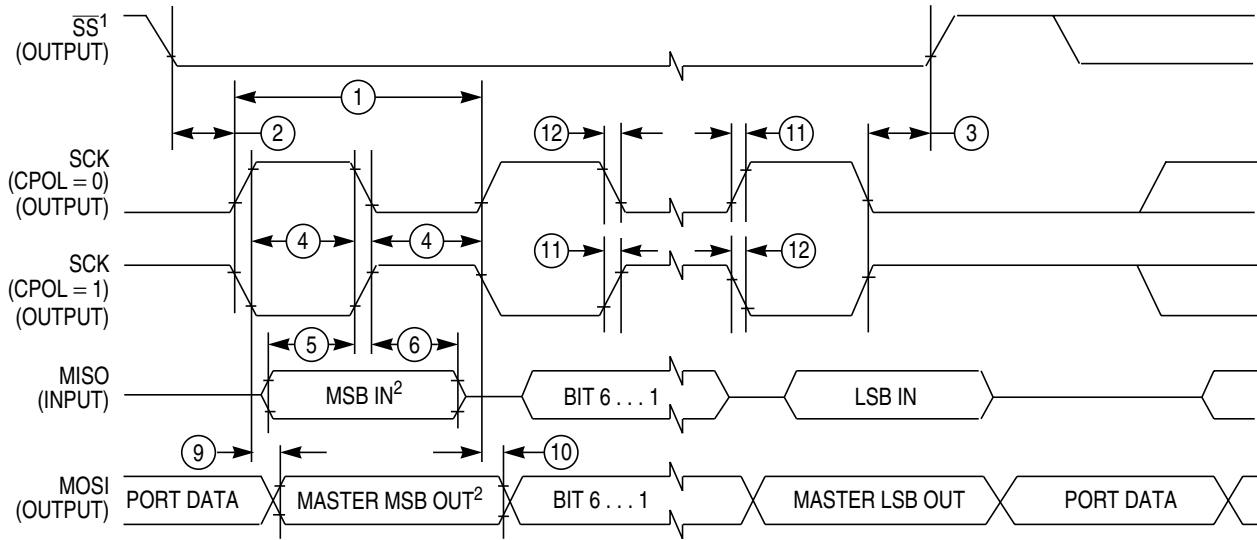 SS1
(OUTPUT)
1
2
12
11
3
SCK
(CPOL = 0)
(OUTPUT)
4
4
SCK
(CPOL = 1)
(OUTPUT)
11
12
5
6
MISO
(INPUT)
MSB IN2
BIT 6 . . . 1
LSB IN
9
10
MOSI
(OUTPUT)
PORT DATA
MASTER MSB OUT2
BIT 6 . . . 1
MASTER LSB OUT
PORT DATA